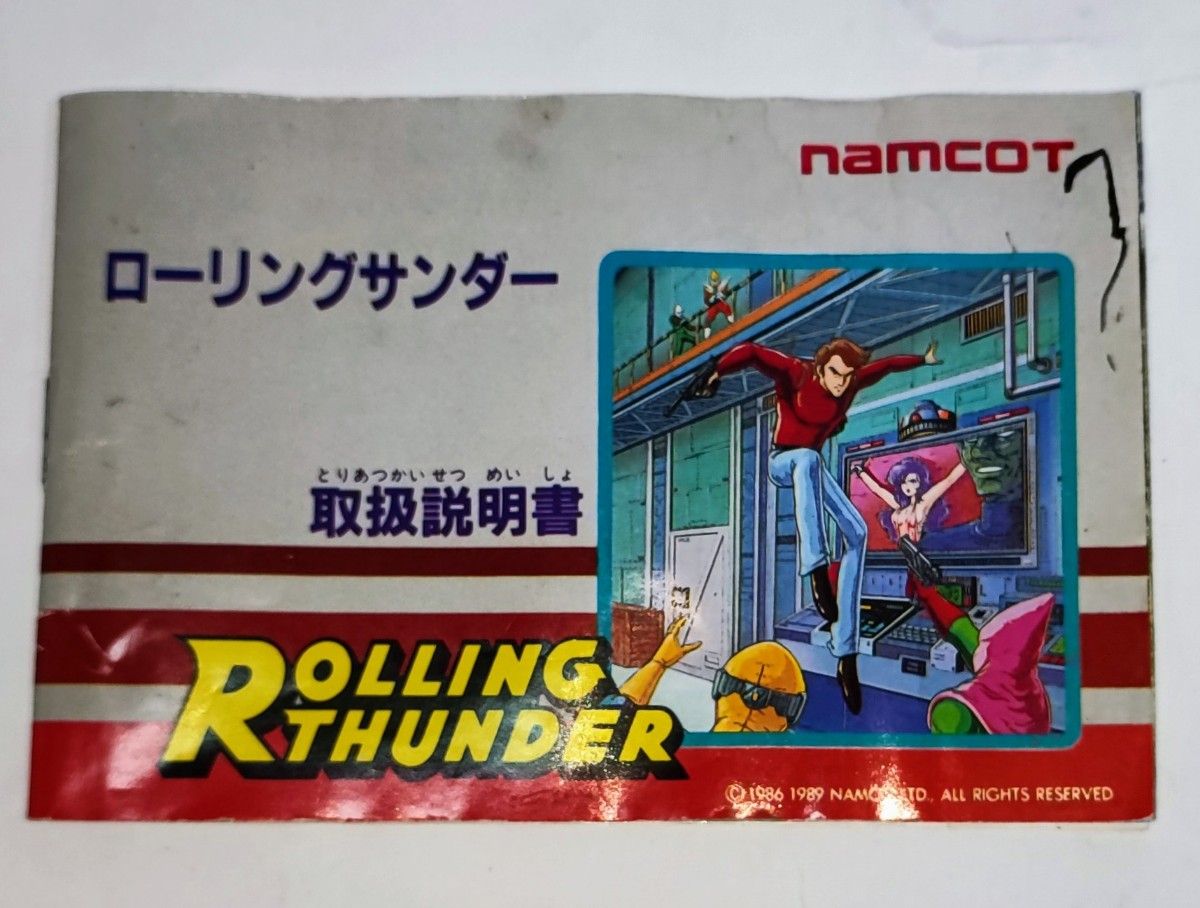 namcot
ローリングサンダー
とりあつかいせつ めい しょ
取扱説明書
ROLLING
THUNDER
© 1986 1989 NAMCO LTD., ALL RIGHTS RESERVED